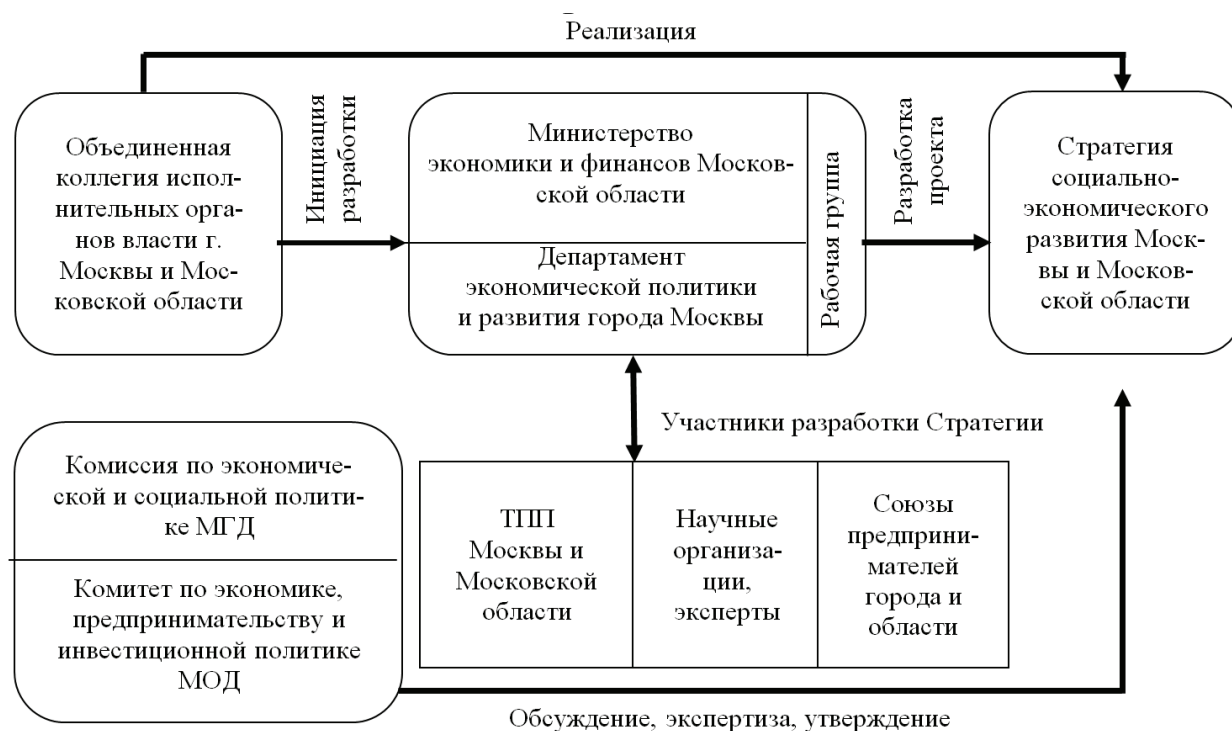 Реализация
Объединенная
коллегия испол-
нительных орга-
нов власти г.
Москвы и Мос-
ковской области
Инициация
разработки
Министерство
экономики и финансов Москов-
ской области
Департамент
экономической политики
и развития города Москвы
Рабочая группа
Разработка
проекта
Стратегия
социально-
экономического
развития Моск-
вы и Москов-
ской области
Участники разработки Стратегии
Комиссия по экономиче-
ской и социальной полити-
ке МГД
Комитет по экономике,
предпринимательству и
инвестиционной политике
МОД
ТПП
Москвы и
Московской
области
Научные
организа-
ции,
эксперты
Союзы
предприни-
мателей
города и
области
Обсуждение, экспертиза, утверждение